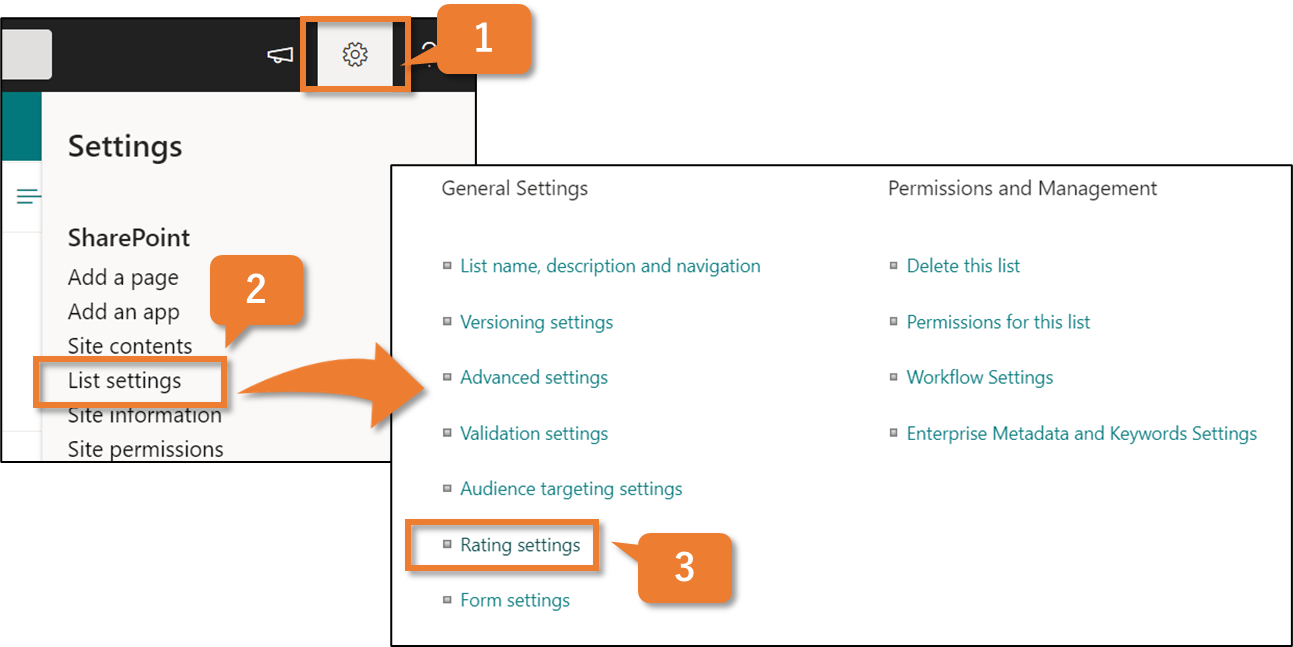 1
Settings
SharePoint
Add a page
Add an app
Site contents
List settings
Site information
Site permissions
2
General Settings
List name, description and navigation
Versioning settings
Advanced settings
Validation settings
Audience targeting settings
Rating settings
Form settings
3
Permissions and Management
Delete this list
Permissions for this list
Workflow Settings
Enterprise Metadata and Keywords Settings